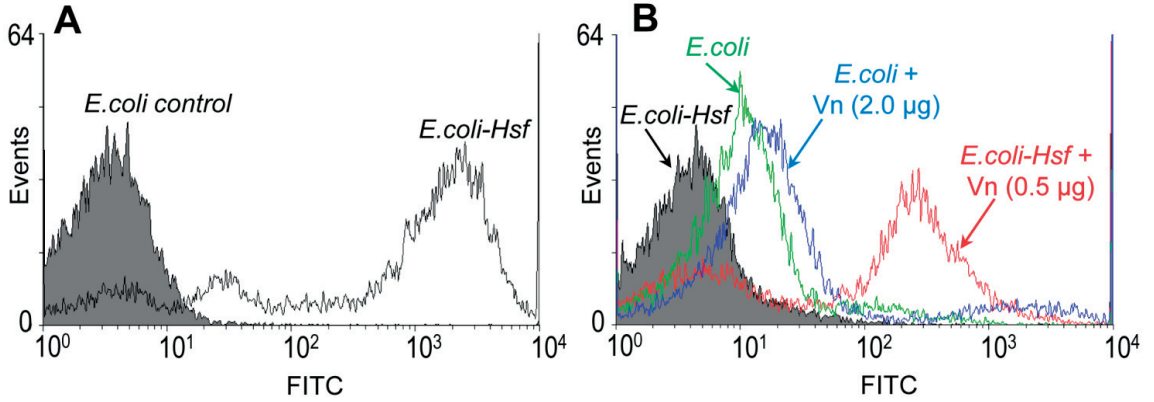 A
64
Events
0
E.coli control
E.coli-Hsf
10⁰ 10¹ 10² 10³ 10⁴
FITC
B
64
Events
0
E.coli
E.coli +
Vn (2.0 µg)
E.coli-Hsf
E.coli-Hsf +
Vn (0.5 µg)
10⁰ 10¹ 10² 10³ 10⁴
FITC